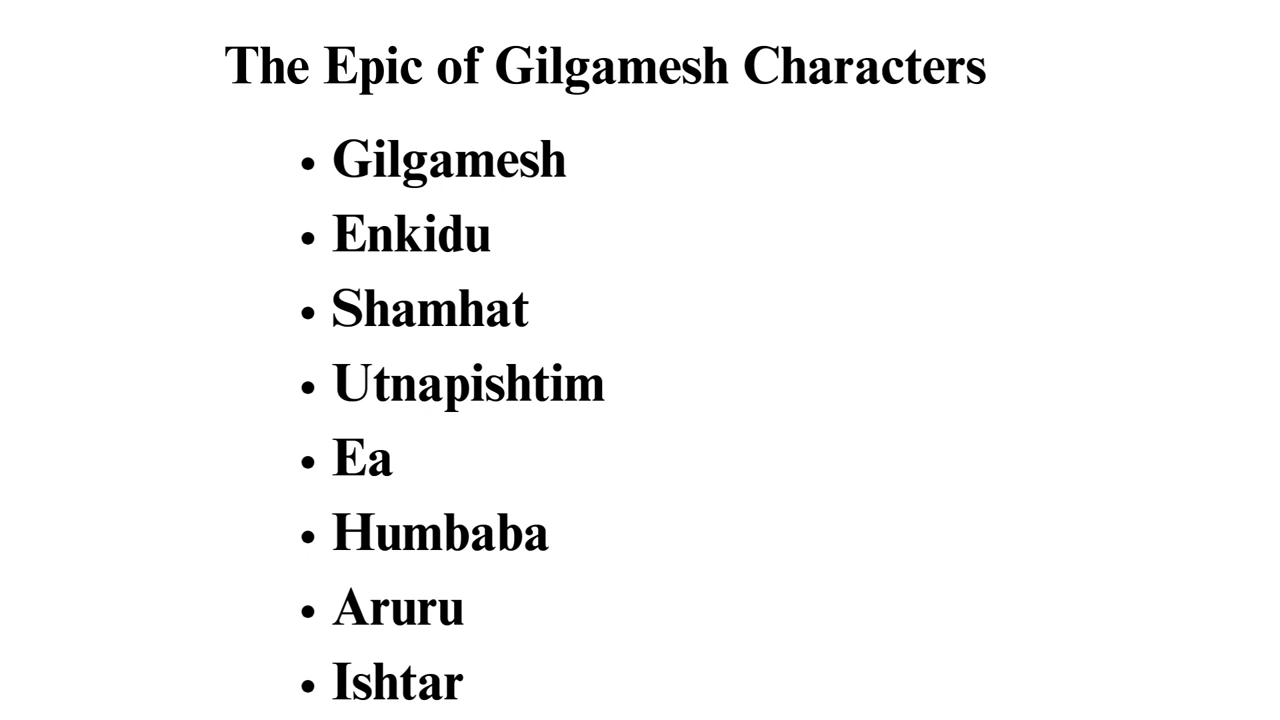 The Epic of Gilgamesh Characters
• Gilgamesh
• Enkidu
• Shamhat
• Utnapishtim
• Ea
• Humbaba
• Aruru
• Ishtar